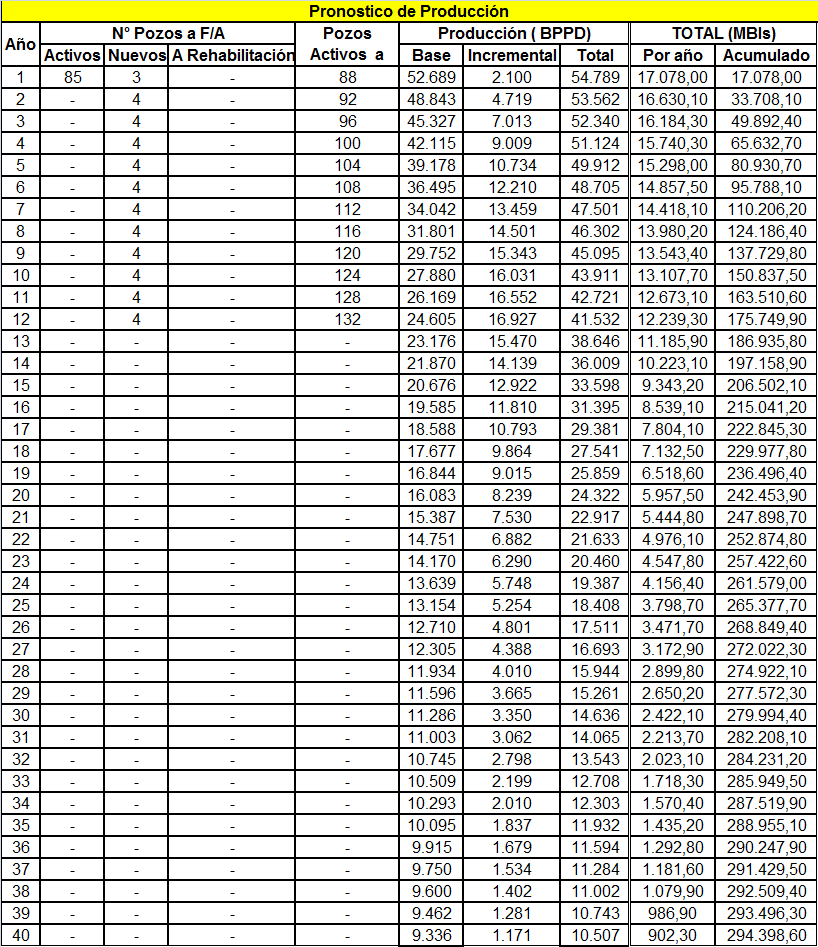 Pronostico de Producción
Año N° Pozos a F/A Pozos Activos a Producción ( BPPD) TOTAL (MBls)
Activos Nuevos A Rehabilitación Base Incremental Total Por año Acumulado
1 85 3 - 88 52.689 2.100 54.789 17.078,00 17.078,00
2 - 4 - 92 48.843 4.719 53.562 16.630,10 33.708,10
3 - 4 - 96 45.327 7.013 52.340 16.184,30 49.892,40
4 - 4 - 100 42.115 9.009 51.124 15.740,30 65.632,70
5 - 4 - 104 39.178 10.734 49.912 15.298,00 80.930,70
6 - 4 - 108 36.495 12.210 48.705 14.857,50 95.788,10
7 - 4 - 112 34.042 13.459 47.501 14.418,10 110.206,20
8 - 4 - 116 31.801 14.501 46.302 13.980,20 124.186,40
9 - 4 - 120 29.752 15.343 45.095 13.543,40 137.729,80
10 - 4 - 124 27.880 16.031 43.911 13.107,70 150.837,50
11 - 4 - 128 26.169 16.552 42.721 12.673,10 163.510,60
12 - 4 - 132 24.605 16.927 41.532 12.239,30 175.749,90
13 - - - - 23.176 15.470 38.646 11.185,90 186.935,80
14 - - - - 21.870 14.139 36.009 10.223,10 197.158,90
15 - - - - 20.676 12.922 33.598 9.343,20 206.502,10
16 - - - - 19.585 11.810 31.395 8.539,10 215.041,20
17 - - - - 18.588 10.793 29.381 7.804,10 222.845,30
18 - - - - 17.677 9.864 27.541 7.132,50 229.977,80
19 - - - - 16.844 9.015 25.859 6.518,60 236.496,40
20 - - - - 16.083 8.239 24.322 5.957,50 242.453,90
21 - - - - 15.387 7.530 22.917 5.444,80 247.898,70
22 - - - - 14.751 6.882 21.633 4.976,10 252.874,80
23 - - - - 14.170 6.290 20.460 4.547,80 257.422,60
24 - - - - 13.639 5.748 19.387 4.156,40 261.579,00
25 - - - - 13.154 5.254 18.408 3.798,70 265.377,70
26 - - - - 12.710 4.801 17.511 3.471,70 268.849,40
27 - - - - 12.305 4.388 16.693 3.172,90 272.022,30
28 - - - - 11.934 4.010 15.944 2.899,80 274.922,10
29 - - - - 11.596 3.665 15.261 2.650,20 277.572,30
30 - - - - 11.286 3.350 14.636 2.422,10 279.994,40
31 - - - - 11.003 3.062 14.065 2.213,70 282.208,10
32 - - - - 10.745 2.798 13.543 2.023,10 284.231,20
33 - - - - 10.509 2.199 12.708 1.718,30 285.949,50
34 - - - - 10.293 2.010 12.303 1.570,40 287.519,90
35 - - - - 10.095 1.837 11.932 1.435,20 288.955,10
36 - - - - 9.915 1.679 11.594 1.292,80 290.247,90
37 - - - - 9.750 1.534 11.284 1.181,60 291.429,50
38 - - - - 9.600 1.402 11.002 1.079,90 292.509,40
39 - - - - 9.462 1.281 10.743 986,90 293.496,30
40 - - - - 9.336 1.171 10.507 902,30 294.398,60